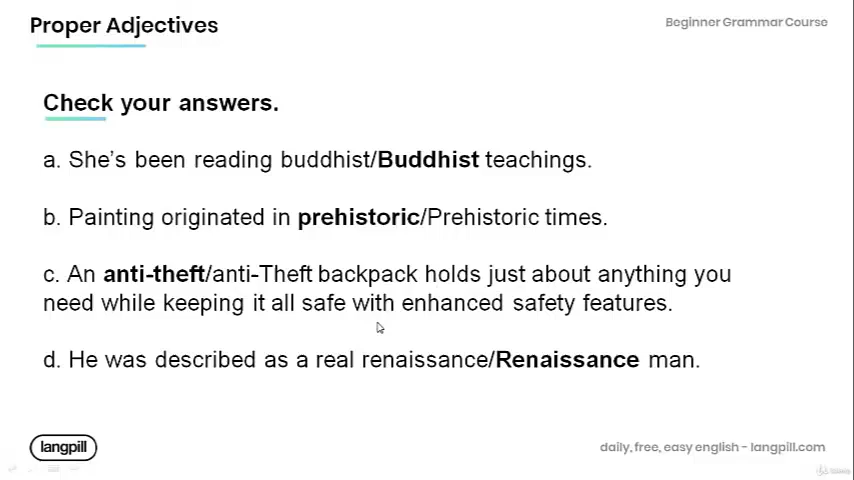 Proper Adjectives
Beginner Grammar Course
Check your answers.
a. She's been reading buddhist/Buddhist teachings.
b. Painting originated in prehistoric/Prehistoric times.
c. An anti-theft/anti-Theft backpack holds just about anything you
need while keeping it all safe with enhanced safety features.
d. He was described as a real renaissance/Renaissance man.
langpill
daily, free, easy english - langpill.com